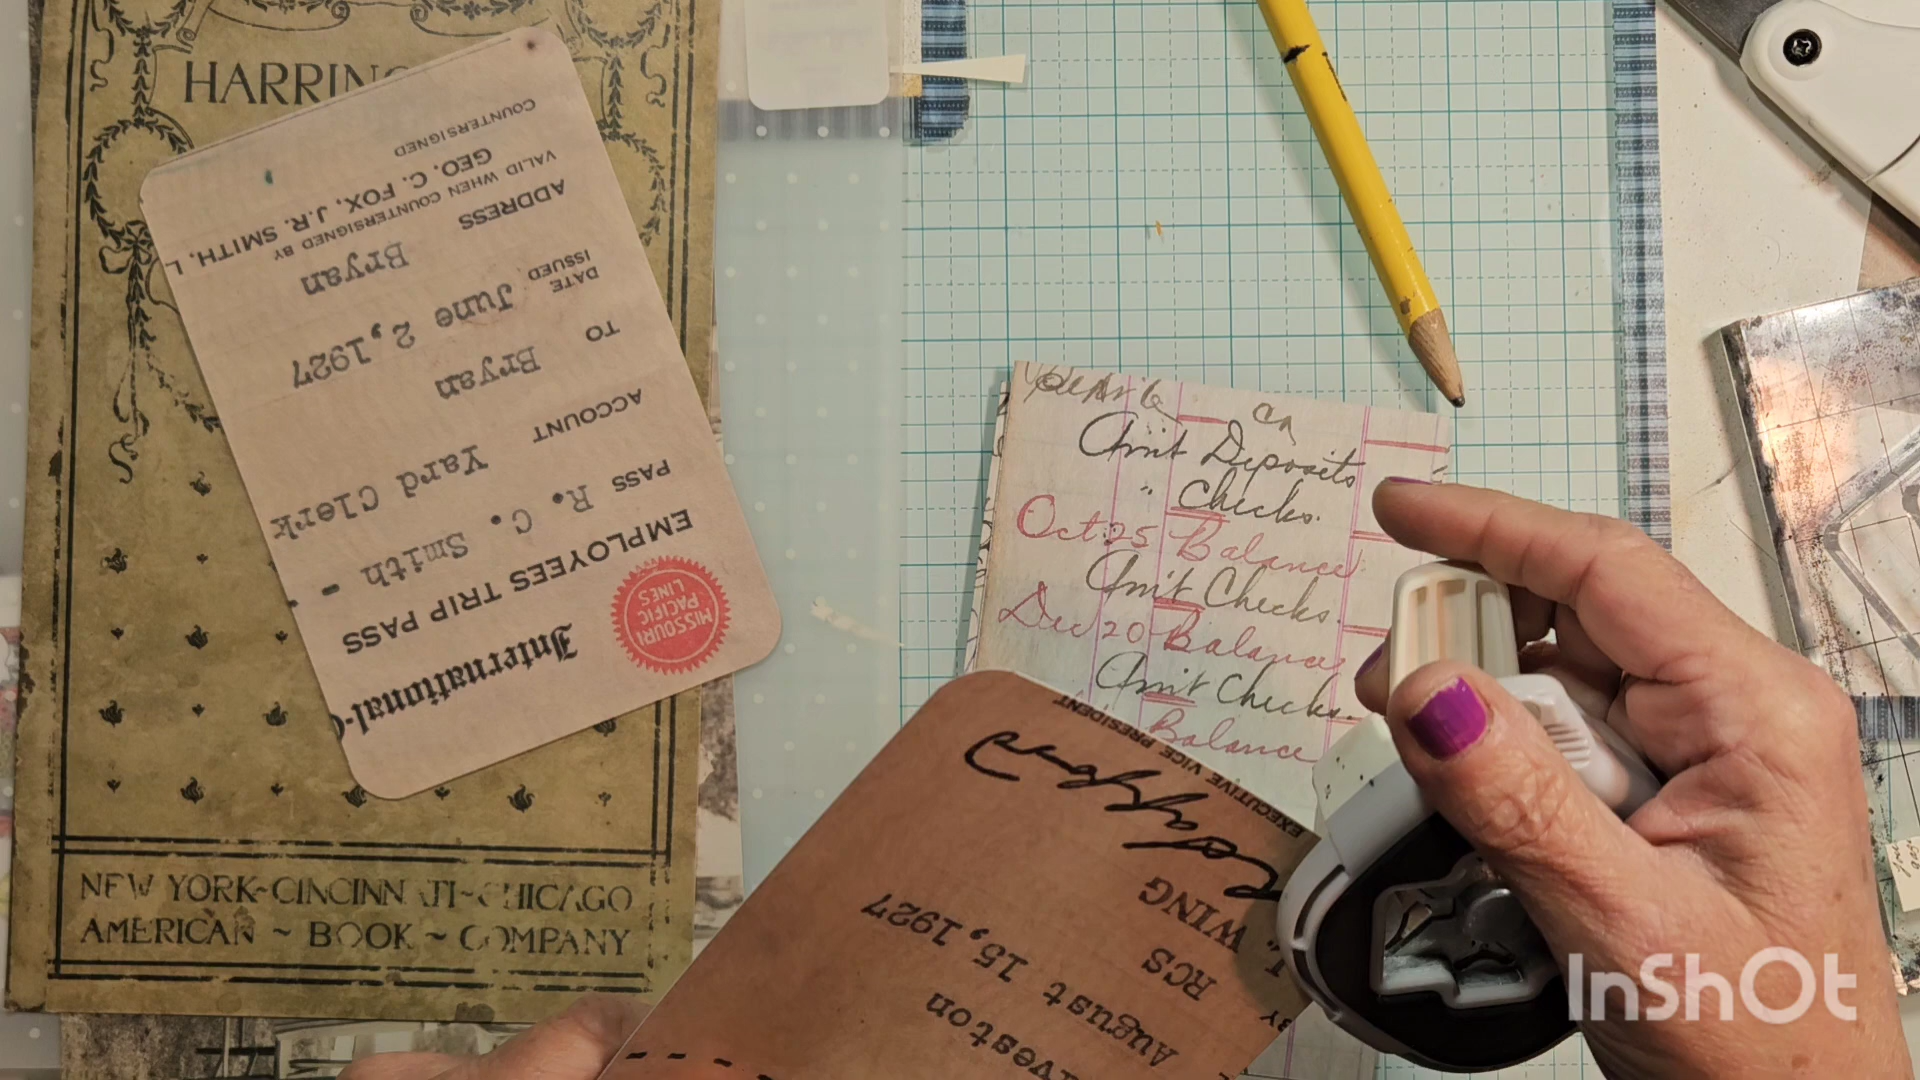 HARRING
NEW YORK~CINCINNATI~CHICAGO
AMERICAN ~ BOOK ~ COMPANY
International-
MISSOURI
PACIFIC
LINES
EMPLOYEES TRIP PASS
PASS R. C. Smith - -
ACCOUNT Yard Clerk
TO Bryan
DATE
ISSUED June 2, 1927
ADDRESS Bryan
VALID WHEN COUNTERSIGNED BY
GEO. C. FOX, J.R. SMITH, L
COUNTERSIGNED
Amt Deposits
" Checks.
Oct 25 Balance
Amt Checks.
Dec 20 Balance
Amt Checks.
Balance
veston
August 15, 1927
BY RCS
L. WING
EXECUTIVE VICE PRESIDENT
InShOt